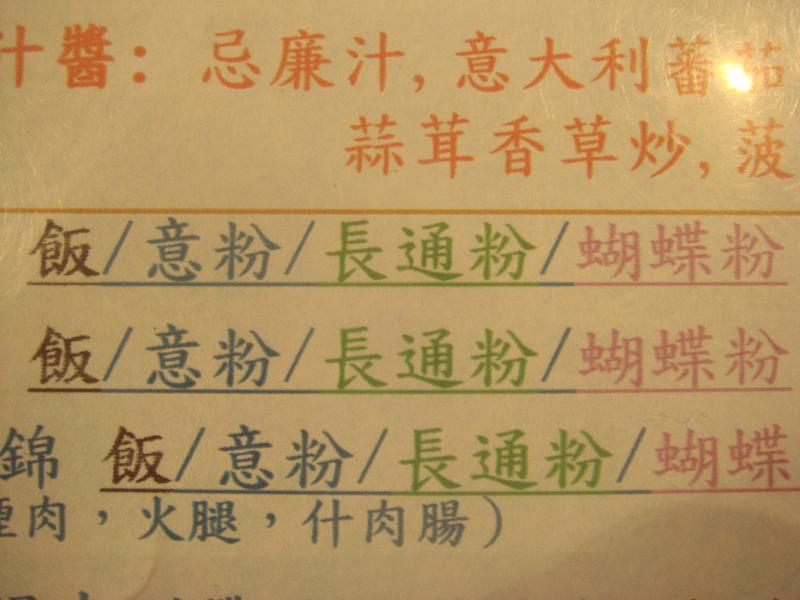 汁醬：忌廉汁, 意大利蕃茄
蒜茸香草炒, 菠
飯/意粉/長通粉/蝴蝶粉
飯/意粉/長通粉/蝴蝶粉
錦 飯/意粉/長通粉/蝴蝶
肉，火腿，什肉腸）